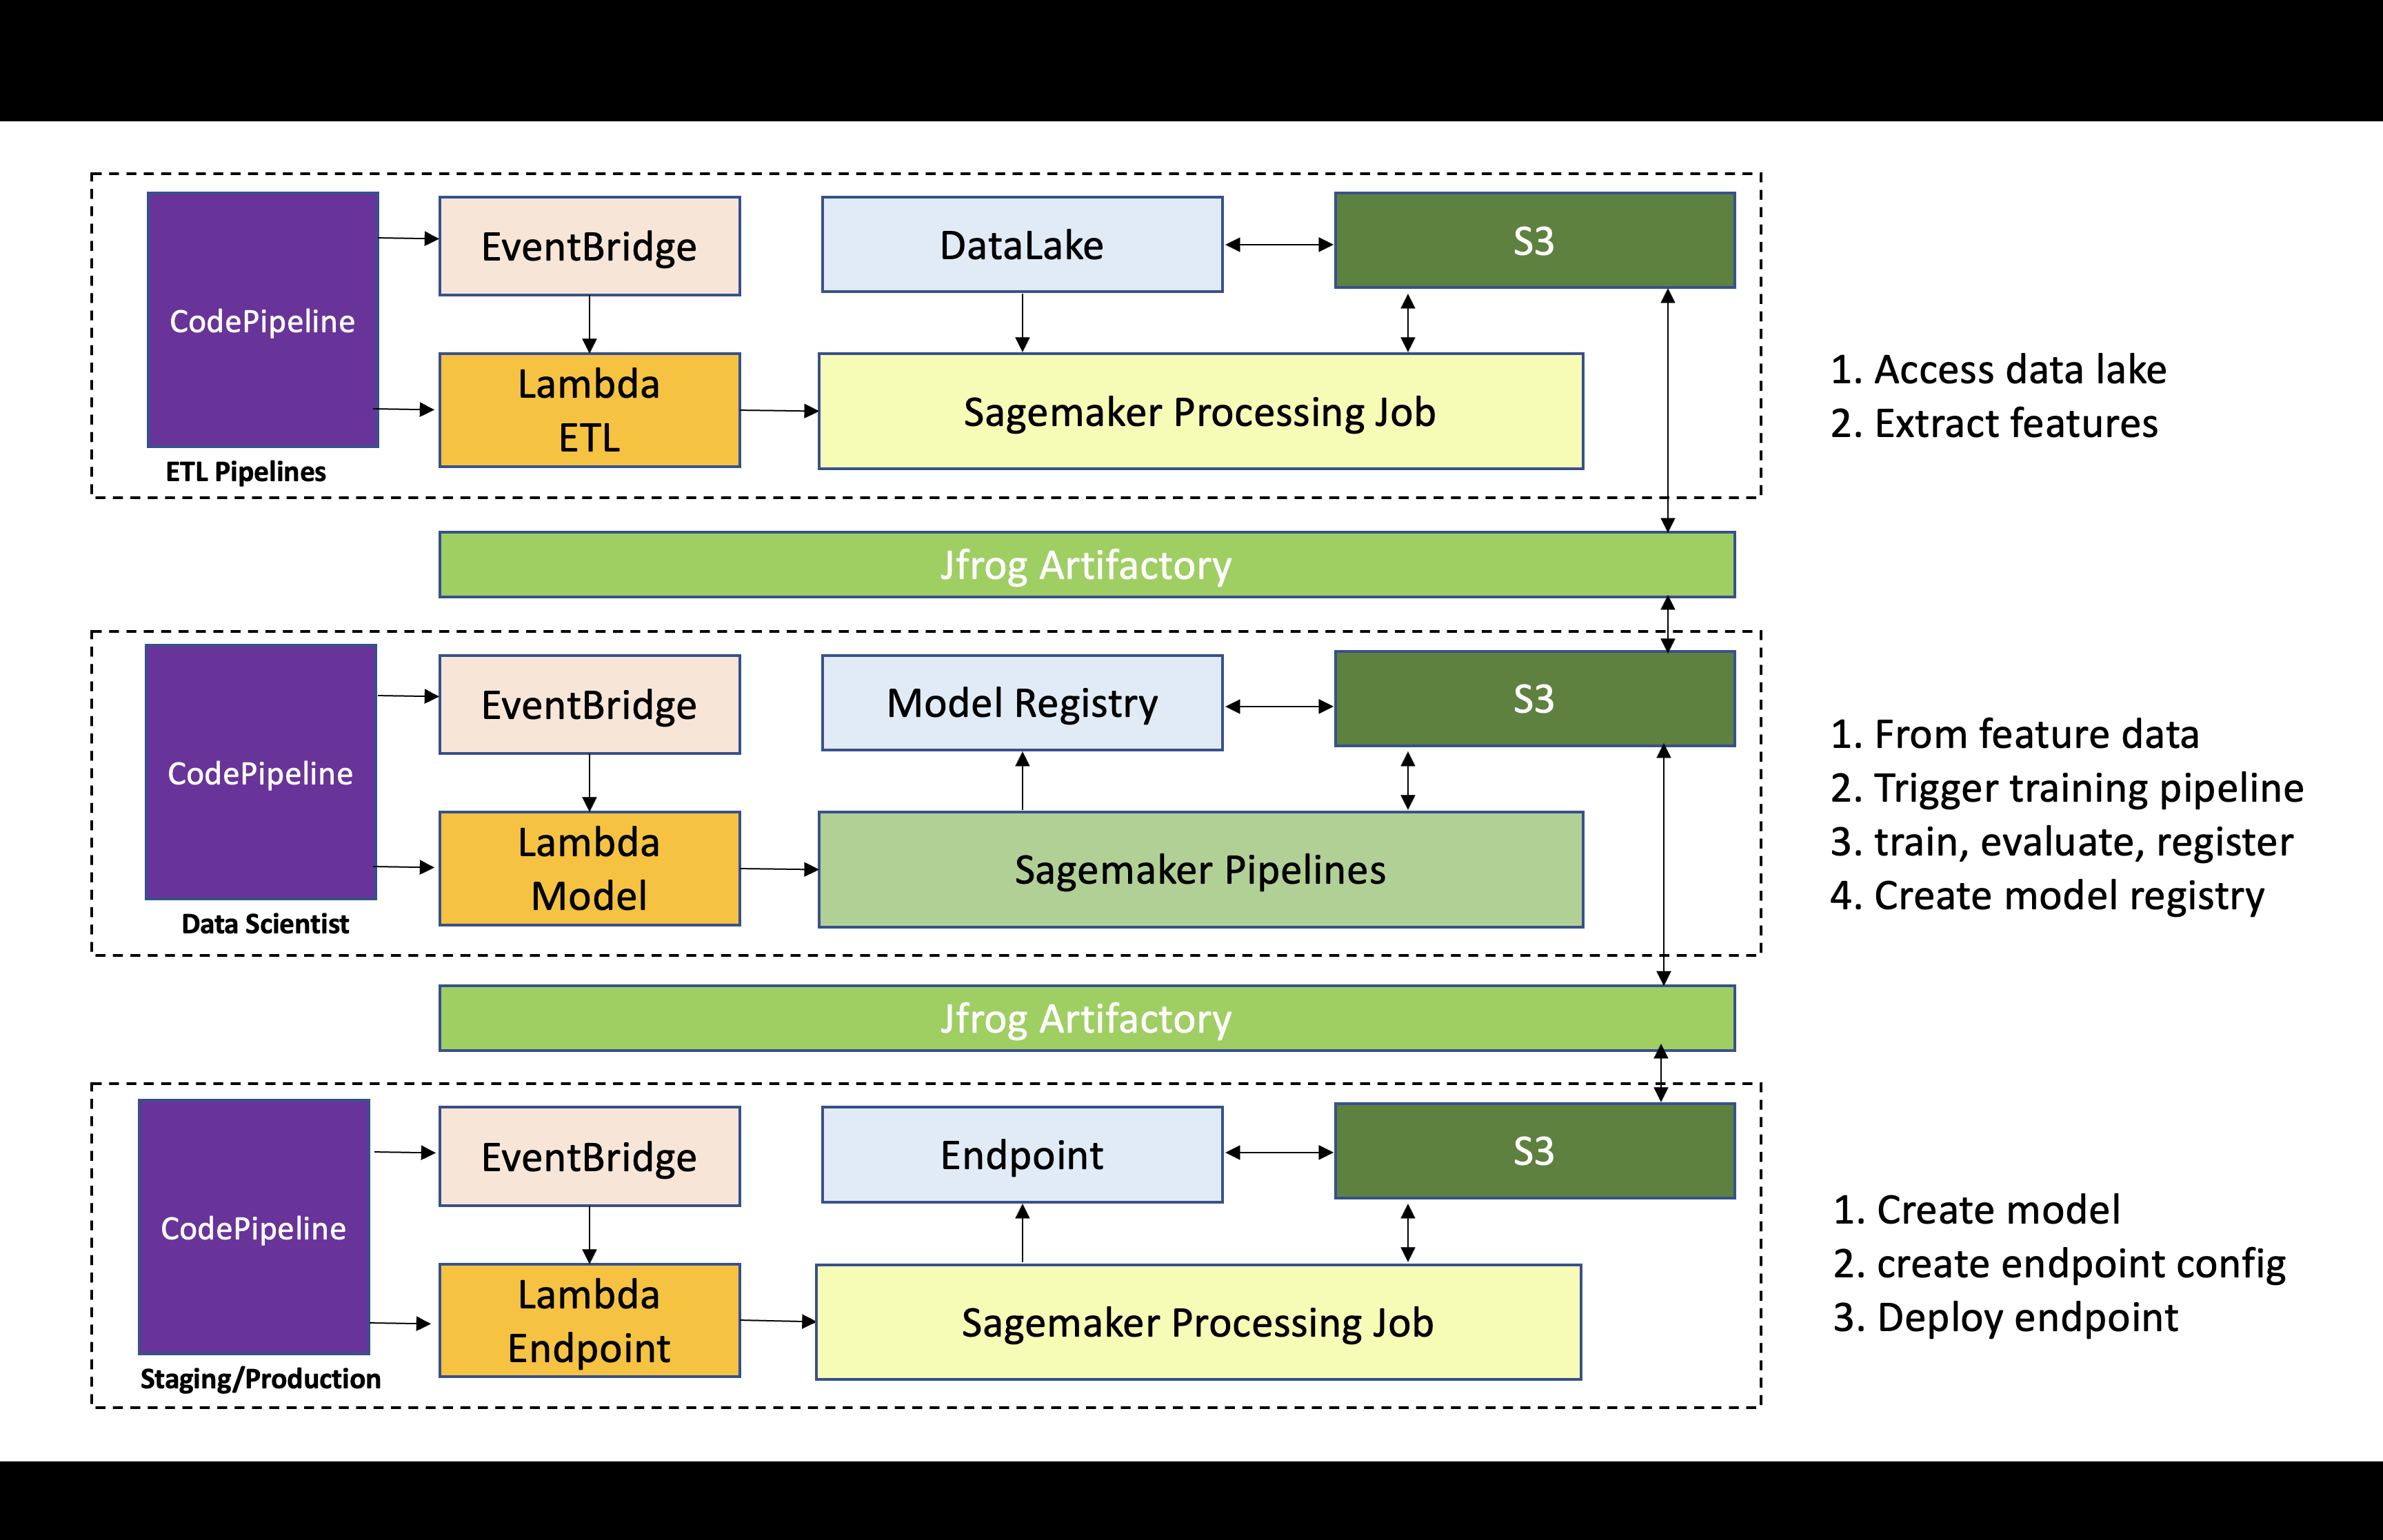 CodePipeline
ETL Pipelines
EventBridge
Lambda
ETL
DataLake
S3
Sagemaker Processing Job
1. Access data lake
2. Extract features
Jfrog Artifactory
CodePipeline
Data Scientist
EventBridge
Lambda
Model
Model Registry
S3
Sagemaker Pipelines
1. From feature data
2. Trigger training pipeline
3. train, evaluate, register
4. Create model registry
Jfrog Artifactory
CodePipeline
Staging/Production
EventBridge
Lambda
Endpoint
Endpoint
S3
Sagemaker Processing Job
1. Create model
2. create endpoint config
3. Deploy endpoint